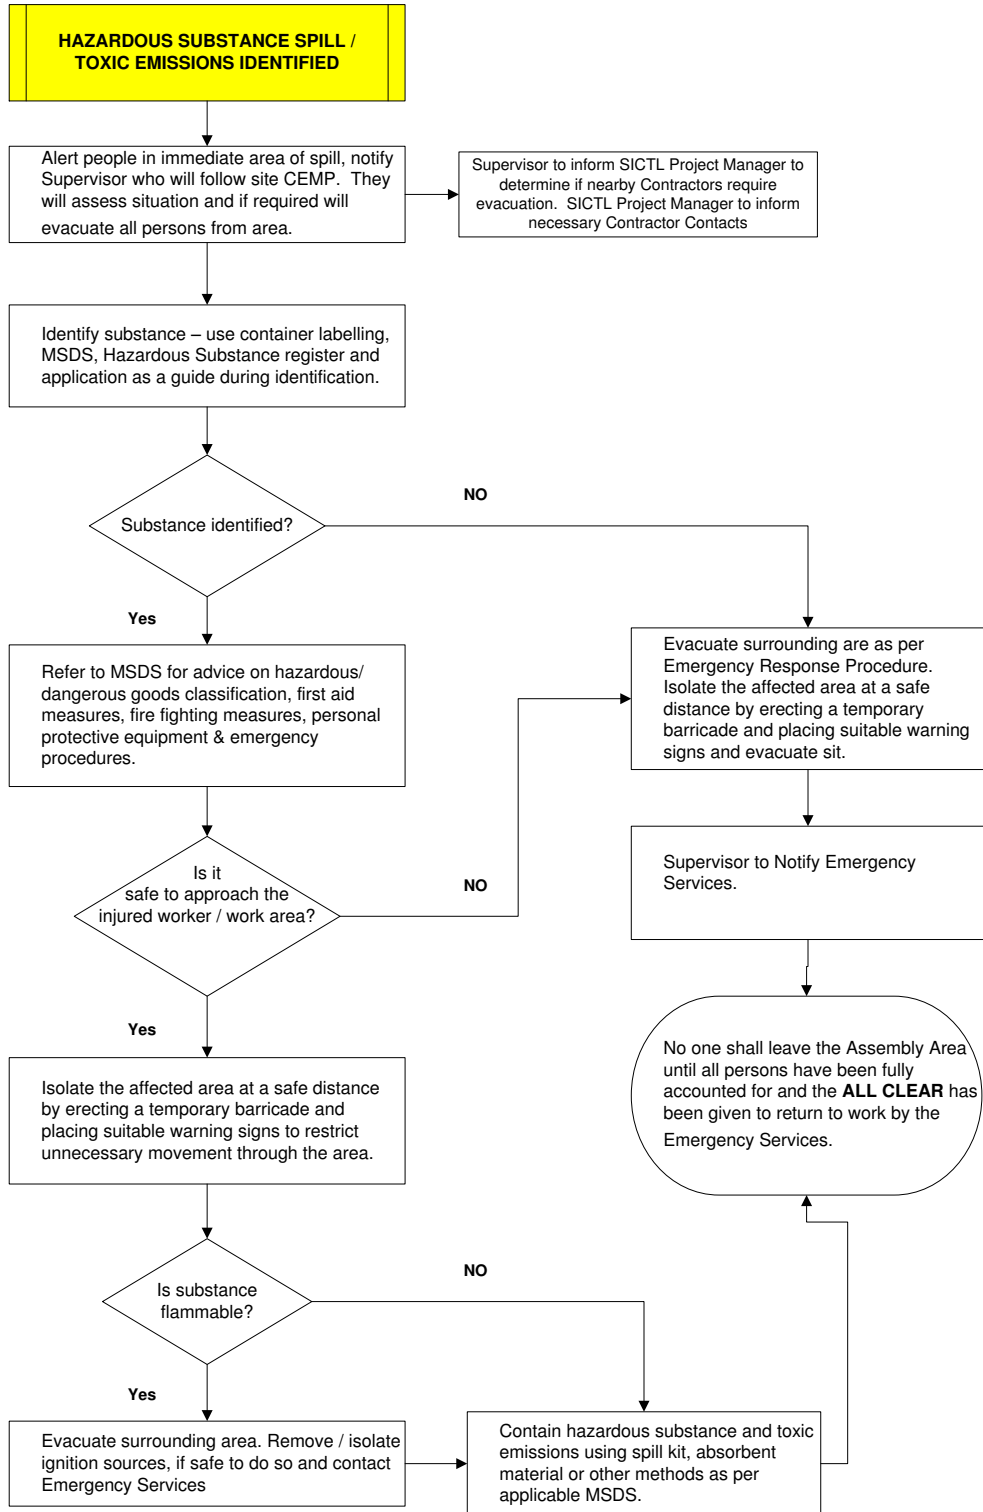 HAZARDOUS SUBSTANCE SPILL /
TOXIC EMISSIONS IDENTIFIED
Alert people in immediate area of spill, notify
Supervisor who will follow site CEMP. They
will assess situation and if required will
evacuate all persons from area.
Supervisor to inform SICTL Project Manager to
determine if nearby Contractors require
evacuation. SICTL Project Manager to inform
necessary Contractor Contacts
Identify substance – use container labelling,
MSDS, Hazardous Substance register and
application as a guide during identification.
Substance identified?
NO
Yes
Refer to MSDS for advice on hazardous/
dangerous goods classification, first aid
measures, fire fighting measures, personal
protective equipment & emergency
procedures.
Evacuate surrounding are as per
Emergency Response Procedure.
Isolate the affected area at a safe
distance by erecting a temporary
barricade and placing suitable warning
signs and evacuate sit.
Is it
safe to approach the
injured worker / work area?
NO
Yes
Supervisor to Notify Emergency
Services.
No one shall leave the Assembly Area
until all persons have been fully
accounted for and the ALL CLEAR has
been given to return to work by the
Emergency Services.
Isolate the affected area at a safe distance
by erecting a temporary barricade and
placing suitable warning signs to restrict
unnecessary movement through the area.
Is substance
flammable?
NO
Yes
Evacuate surrounding area. Remove / isolate
ignition sources, if safe to do so and contact
Emergency Services
Contain hazardous substance and toxic
emissions using spill kit, absorbent
material or other methods as per
applicable MSDS.